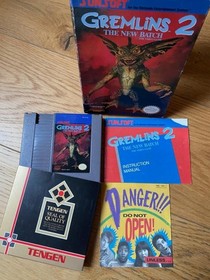 SUNSOFT
GREMLINS 2
THE NEW BATCH
GREMLINS 2
GREMLINS 2
THE NEW BATCH
INSTRUCTION
MANUAL
TENGEN
SEAL OF
QUALITY
TENGEN
DANGER!!!
DO NOT
OPEN!
UNLESS